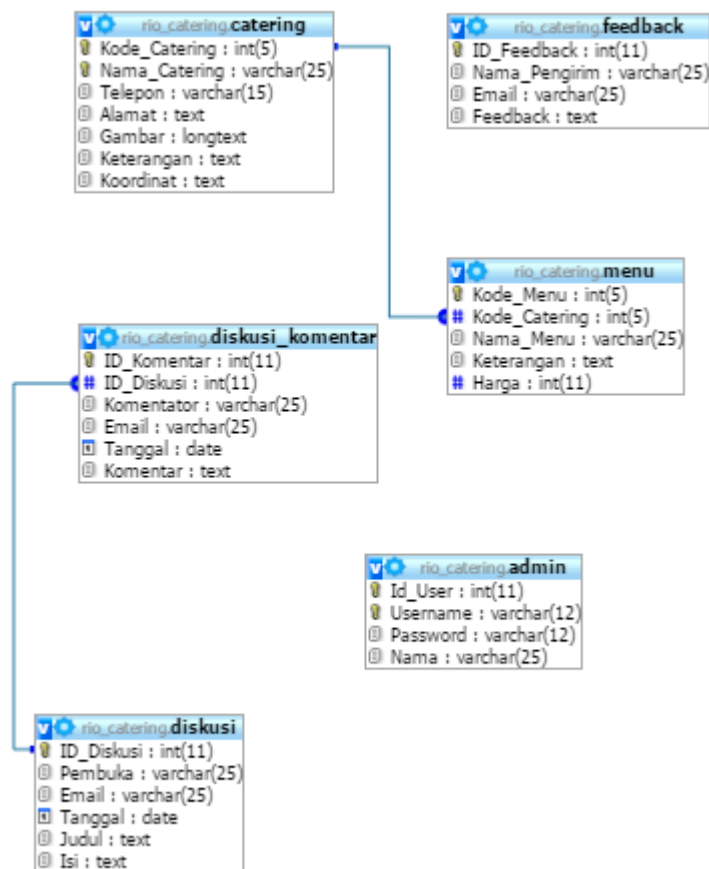 rio_catering.catering
Kode_Catering : int(5)
Nama_Catering : varchar(25)
Telepon : varchar(15)
Alamat : text
Gambar : longtext
Keterangan : text
Koordinat : text
rio_catering.feedback
ID_Feedback : int(11)
Nama_Pengirim : varchar(25)
Email : varchar(25)
Feedback : text
rio_catering.menu
Kode_Menu : int(5)
Kode_Catering : int(5)
Nama_Menu : varchar(25)
Keterangan : text
Harga : int(11)
rio_catering.diskusi_komentar
ID_Komentar : int(11)
ID_Diskusi : int(11)
Komentator : varchar(25)
Email : varchar(25)
Tanggal : date
Komentar : text
rio_catering.admin
Id_User : int(11)
Username : varchar(12)
Password : varchar(12)
Nama : varchar(25)
rio_catering.diskusi
ID_Diskusi : int(11)
Pembuka : varchar(25)
Email : varchar(25)
Tanggal : date
Judul : text
Isi : text